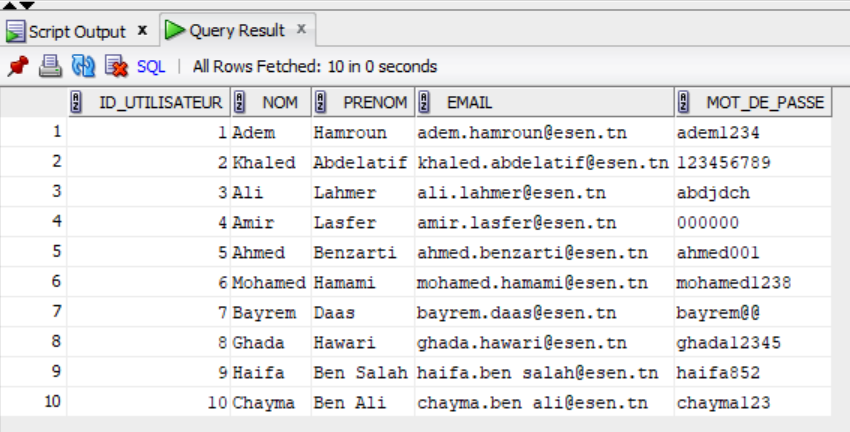 Script Output x Query Result x
SQL | All Rows Fetched: 10 in 0 seconds
ID_UTILISATEUR NOM PRENOM EMAIL MOT_DE_PASSE
1 1 Adem Hamroun adem.hamroun@esen.tn adem1234
2 2 Khaled Abdelatif khaled.abdelatif@esen.tn 123456789
3 3 Ali Lahmer ali.lahmer@esen.tn abdjdch
4 4 Amir Lasfer amir.lasfer@esen.tn 000000
5 5 Ahmed Benzarti ahmed.benzarti@esen.tn ahmed001
6 6 Mohamed Hamami mohamed.hamami@esen.tn mohamed1238
7 7 Bayrem Daas bayrem.daas@esen.tn bayrem@@
8 8 Ghada Hawari ghada.hawari@esen.tn ghada12345
9 9 Haifa Ben Salah haifa.ben salah@esen.tn haifa852
10 10 Chayma Ben Ali chayma.ben ali@esen.tn chayma123